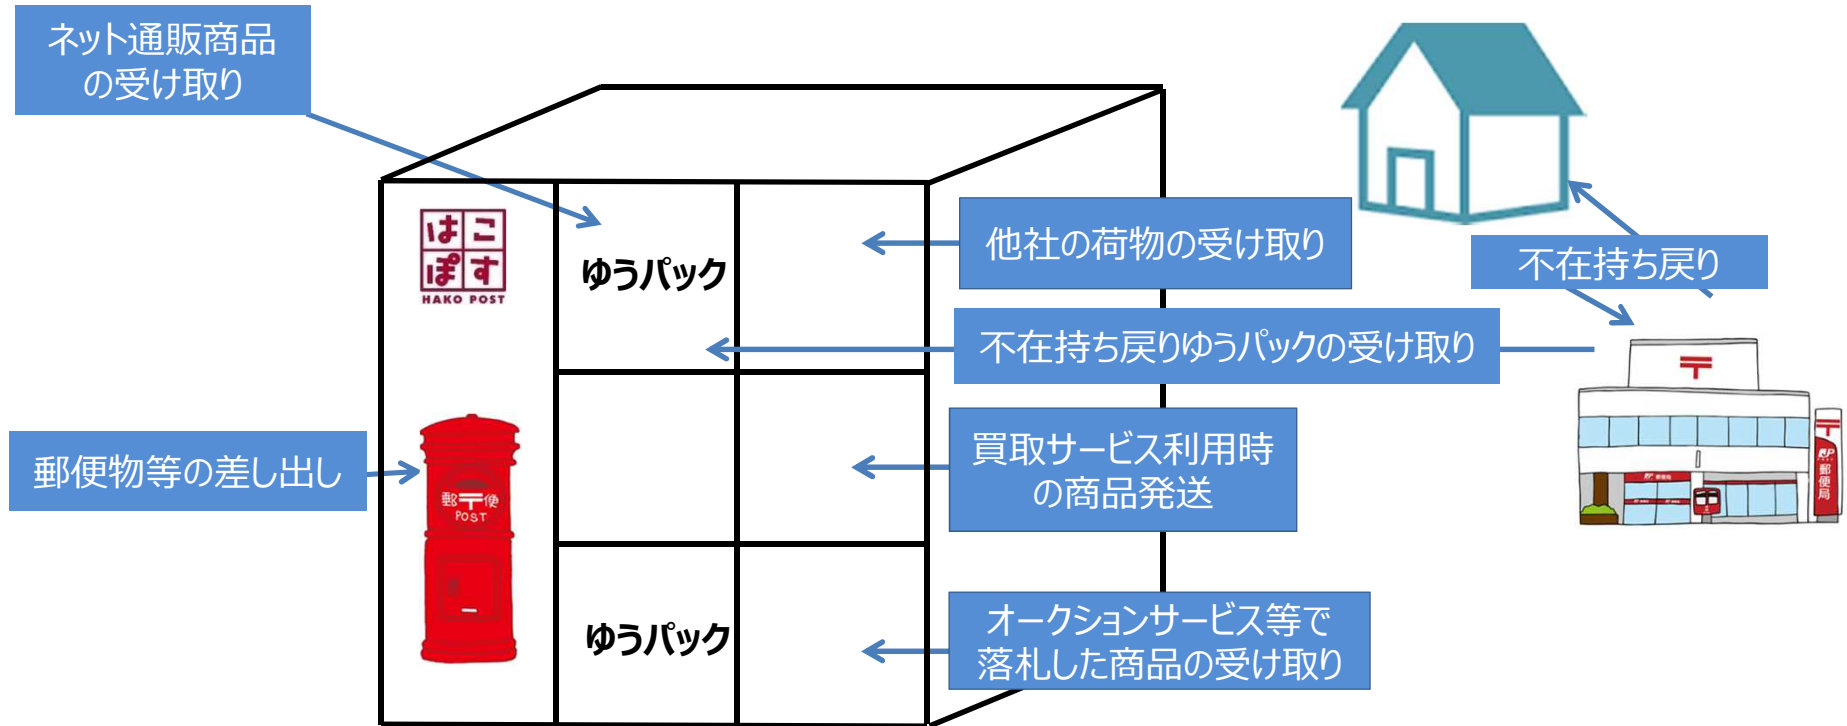 ネット通販商品
の受け取り
はこ
ぽす
HAKO POST
ゆうパック
他社の荷物の受け取り
不在持ち戻り
不在持ち戻りゆうパックの受け取り
〒
郵便物等の差し出し
郵〒便
POST
買取サービス利用時
の商品発送
〒
JP
郵便局
ゆうパック
オークションサービス等で
落札した商品の受け取り